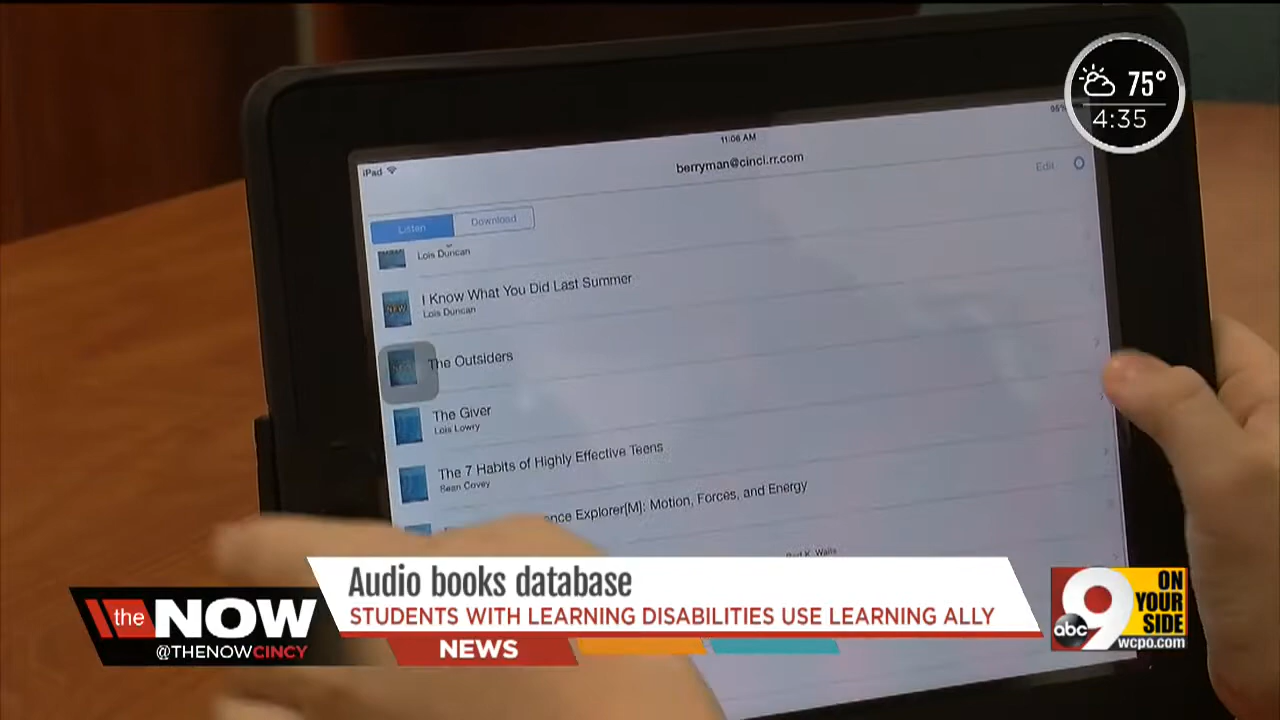 75°
4:35
iPad
11:06 AM
95%
berryman@cinci.rr.com
Edit
Listen
Download
Lois Duncan
I Know What You Did Last Summer
Lois Duncan
The Outsiders
The Giver
Lois Lowry
The 7 Habits of Highly Effective Teens
Sean Covey
Explorer[M]: Motion, Forces, and Energy
Audio books database
STUDENTS WITH LEARNING DISABILITIES USE LEARNING ALLY
the NOW
@THENOWCINCY
NEWS
abc 9
ON
YOUR
SIDE
wcpo.com